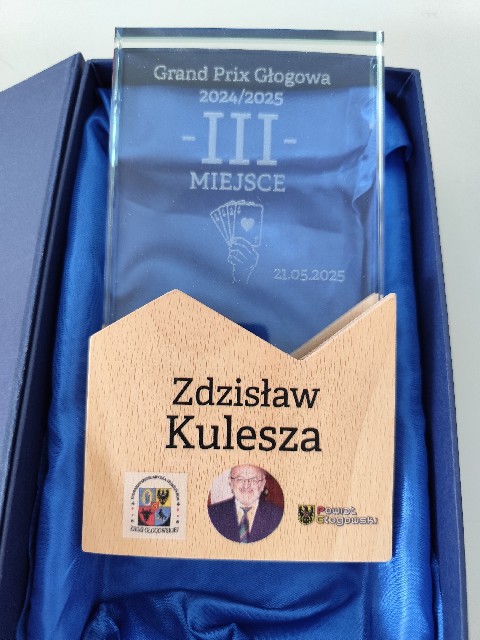 Grand Prix Głogowa
2024/2025
-III-
MIEJSCE
21.05.2025
Zdzisław
Kulesza
Powiat
Głogowski